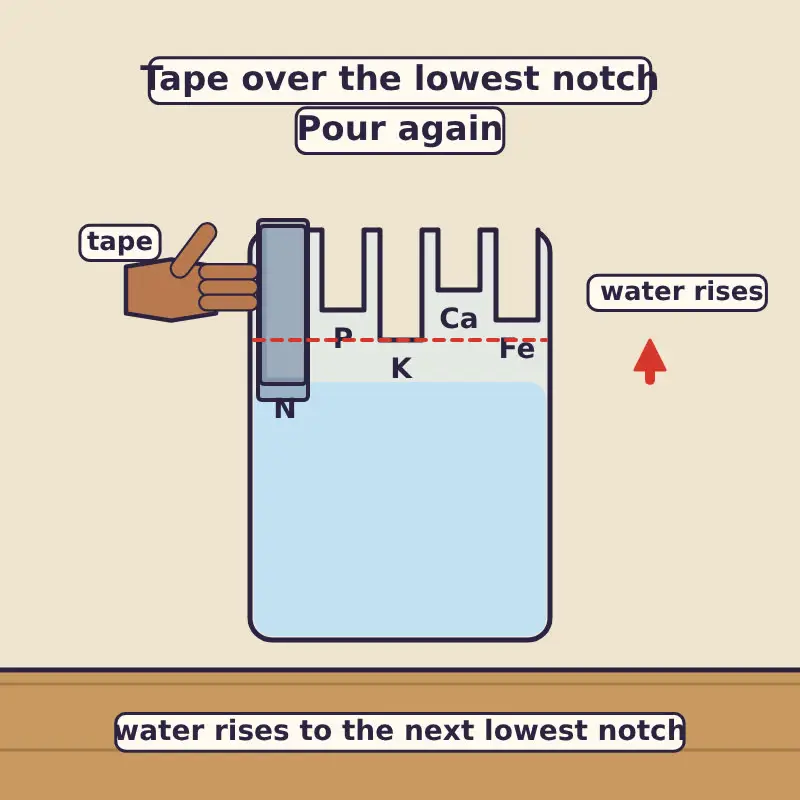 Tape over the lowest notch
Pour again
tape
water rises
P
K
Ca
Fe
N
water rises to the next lowest notch